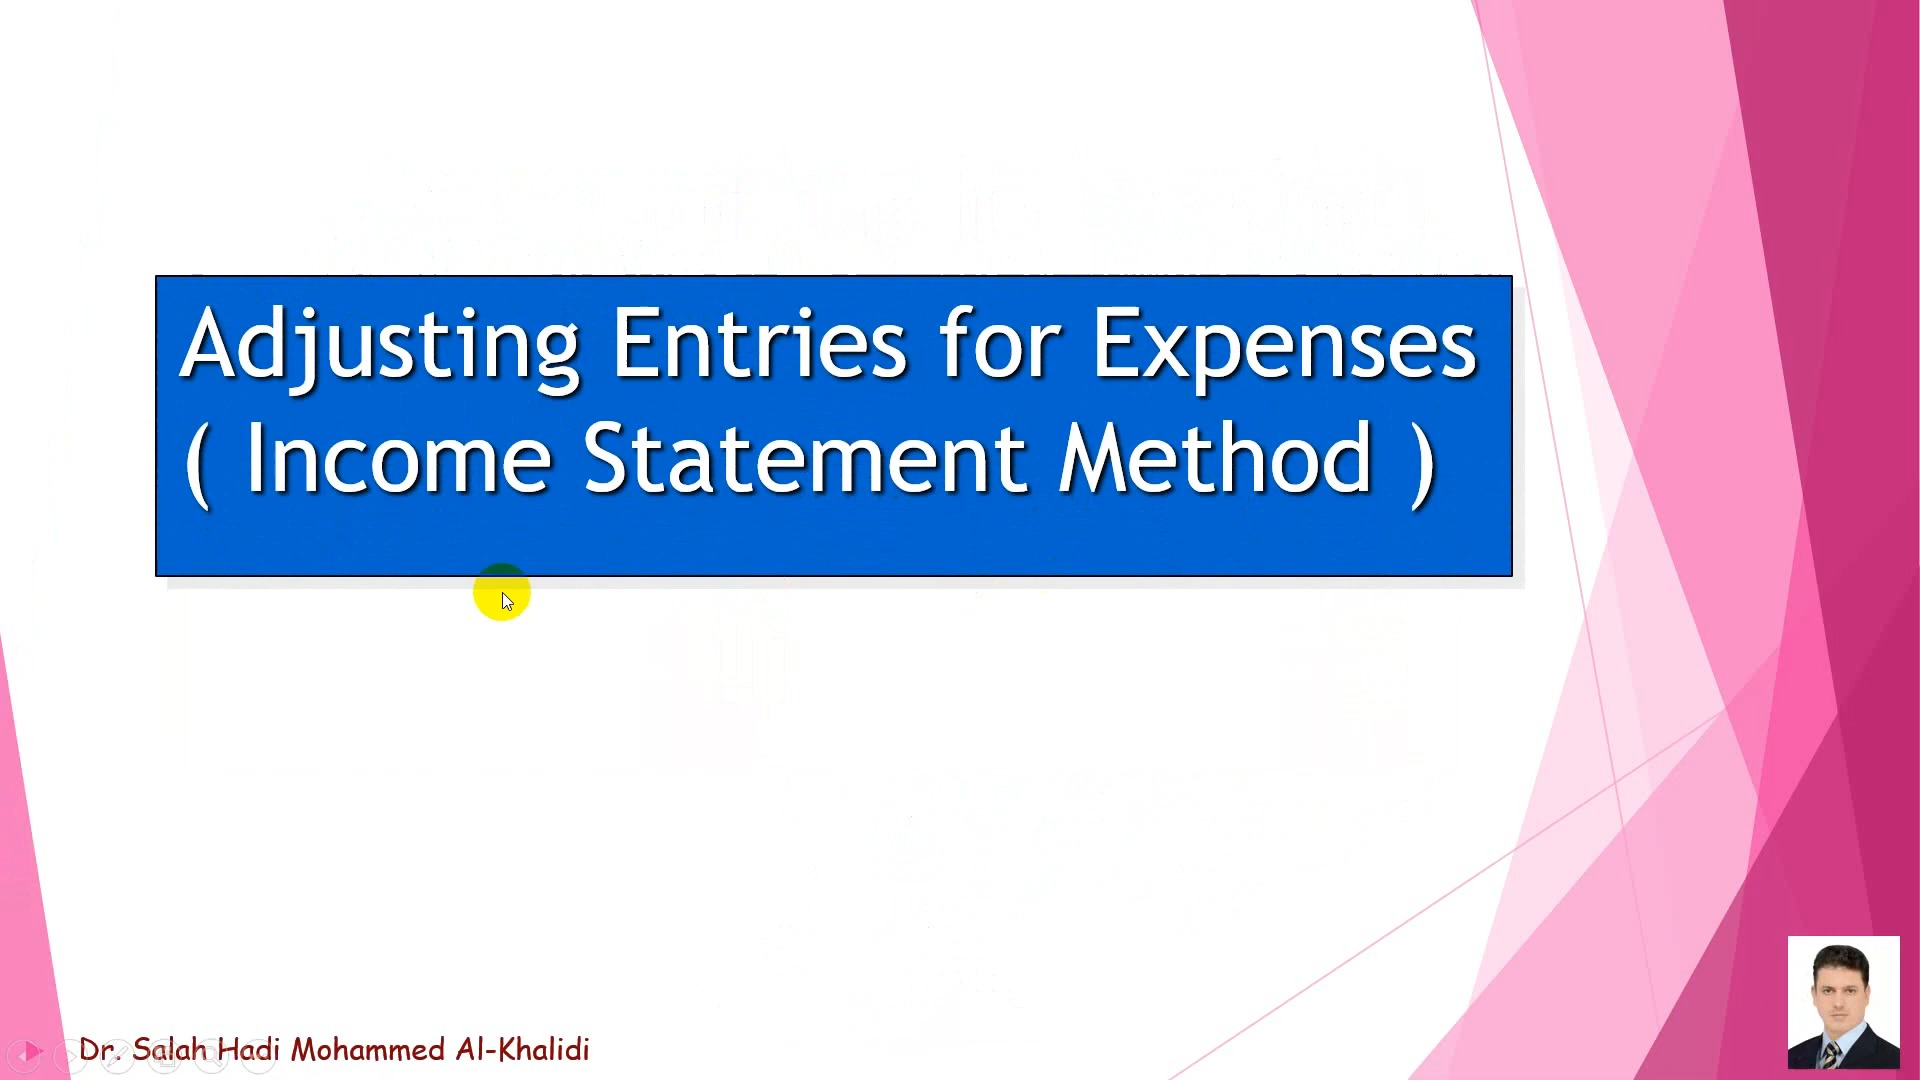 Adjusting Entries for Expenses
( Income Statement Method )
Dr. Salah Hadi Mohammed Al-Khalidi